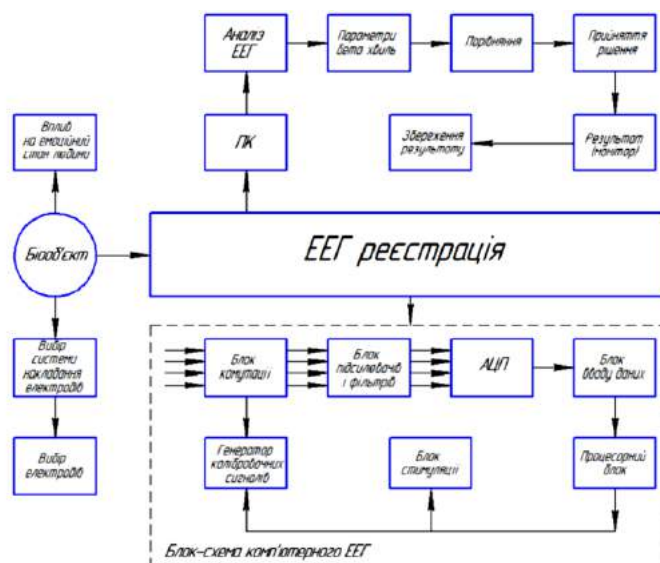 Аналіз
ЕЕГ
Параметри
бета хвиль
Порівняння
Прийняття
рішення
Вплив
на емоційний
стан людини
ПК
Збереження
результату
Результат
(монітор)
Біооб'єкт
ЕЕГ реєстрація
Вибір
системи
накладання
електродів
Блок
комутації
Блок
підсилювачів
і фільтрів
АЦП
Блок
вводу даних
Вибір
електродів
Генератор
калібровочних
сигналів
Блок
стимуляції
Процесорний
блок
Блок-схема комп'ютерного ЕЕГ